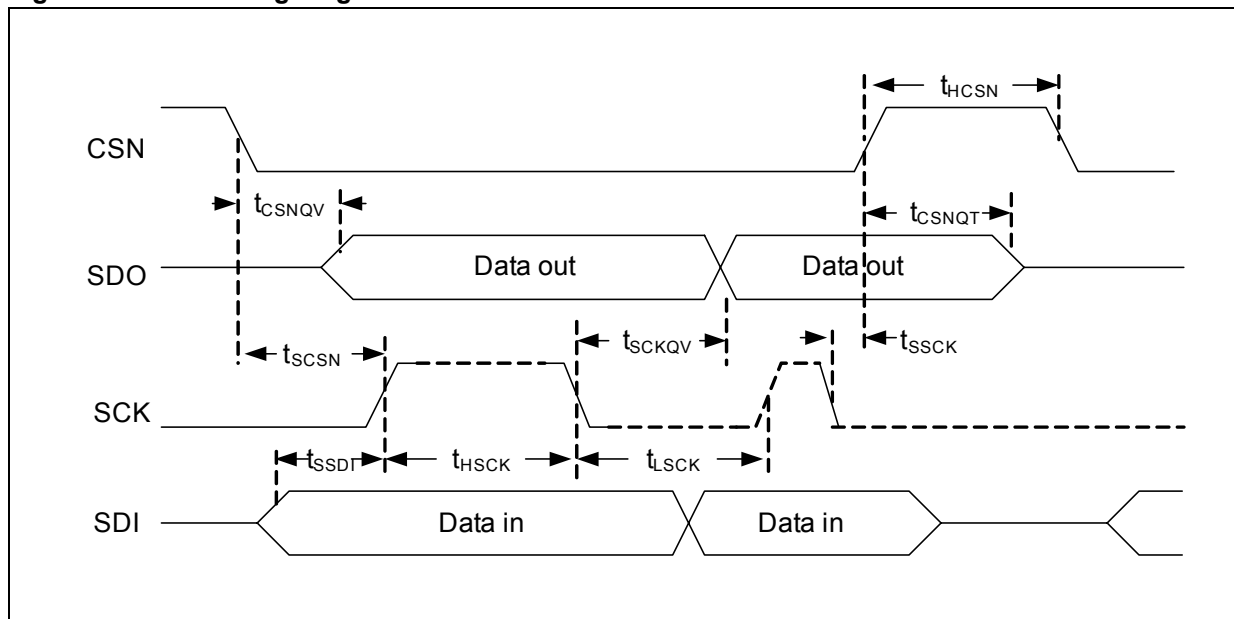 t_HCSN
CSN
t_CSNQV
t_CSNQT
SDO
Data out
Data out
t_SCSN
t_SCKQV
t_SSCK
SCK
t_SSDI
t_HSCK
t_LSCK
SDI
Data in
Data in